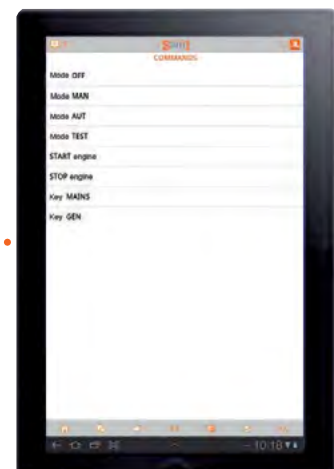 COMMANDS
Mode OFF
Mode MAN
Mode AUT
Mode TEST
START engine
STOP engine
Key MAINS
Key GEN
10:18